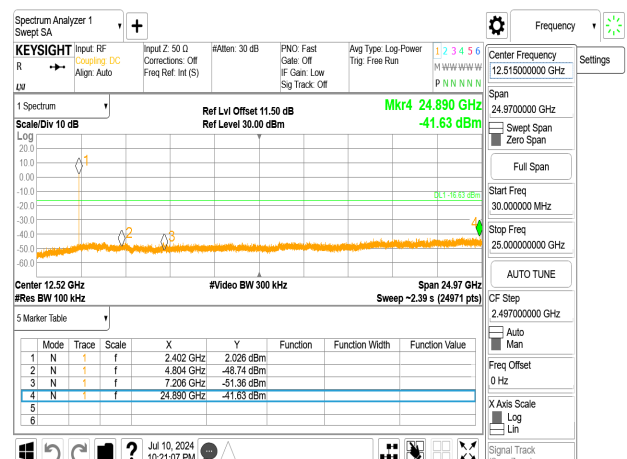 Spectrum Analyzer 1
Swept SA
Frequency
KEYSIGHT
R
LXI
Input: RF
Coupling: DC
Align: Auto
Input Z: 50 Ω
Corrections: Off
Freq Ref: Int (S)
#Atten: 30 dB
PNO: Fast
Gate: Off
IF Gain: Low
Sig Track: Off
Avg Type: Log-Power
Trig: Free Run
1 2 3 4 5 6
M W W W W W
P N N N N N
Settings
1 Spectrum
Scale/Div 10 dB
Ref Lvl Offset 11.50 dB
Ref Level 30.00 dBm
Mkr4 24.890 GHz
-41.63 dBm
Log
20.0
10.0
0.00
-10.0
-20.0
-30.0
-40.0
-50.0
-60.0
1
2
3
4
DL1 -16.63 dBm
Center 12.52 GHz
#Video BW 300 kHz
Span 24.97 GHz
#Res BW 100 kHz
Sweep ~2.39 s (24971 pts)
5 Marker Table
Mode Trace Scale X Y Function Function Width Function Value
1 N 1 f 2.402 GHz 2.026 dBm
2 N 1 f 4.804 GHz -48.74 dBm
3 N 1 f 7.206 GHz -51.36 dBm
4 N 1 f 24.890 GHz -41.63 dBm
5
6
?
Jul 10, 2024
10:21:07 PM
Center Frequency
12.515000000 GHz
Span
24.9700000 GHz
Swept Span
Zero Span
Full Span
Start Freq
30.000000 MHz
Stop Freq
25.000000000 GHz
AUTO TUNE
CF Step
2.497000000 GHz
Auto
Man
Freq Offset
0 Hz
X Axis Scale
Log
Lin
Signal Track